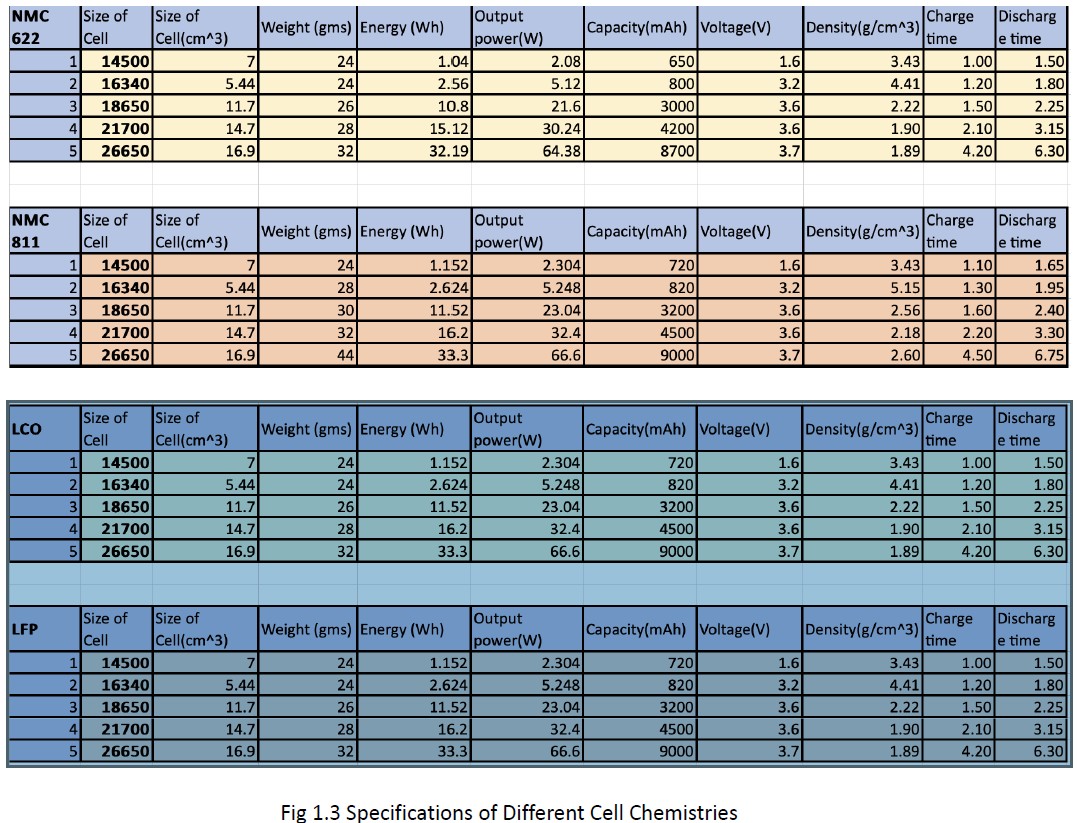 NMC 622 Size of Cell Size of Cell(cm^3) Weight (gms) Energy (Wh) Output power(W) Capacity(mAh) Voltage(V) Density(g/cm^3) Charge time Discharg e time
1 14500 7 24 1.04 2.08 650 1.6 3.43 1.00 1.50
2 16340 5.44 24 2.56 5.12 800 3.2 4.41 1.20 1.80
3 18650 11.7 26 10.8 21.6 3000 3.6 2.22 1.50 2.25
4 21700 14.7 28 15.12 30.24 4200 3.6 1.90 2.10 3.15
5 26650 16.9 32 32.19 64.38 8700 3.7 1.89 4.20 6.30
NMC 811 Size of Cell Size of Cell(cm^3) Weight (gms) Energy (Wh) Output power(W) Capacity(mAh) Voltage(V) Density(g/cm^3) Charge time Discharg e time
1 14500 7 24 1.152 2.304 720 1.6 3.43 1.10 1.65
2 16340 5.44 28 2.624 5.248 820 3.2 5.15 1.30 1.95
3 18650 11.7 30 11.52 23.04 3200 3.6 2.56 1.60 2.40
4 21700 14.7 32 16.2 32.4 4500 3.6 2.18 2.20 3.30
5 26650 16.9 44 33.3 66.6 9000 3.7 2.60 4.50 6.75
LCO Size of Cell Size of Cell(cm^3) Weight (gms) Energy (Wh) Output power(W) Capacity(mAh) Voltage(V) Density(g/cm^3) Charge time Discharg e time
1 14500 7 24 1.152 2.304 720 1.6 3.43 1.00 1.50
2 16340 5.44 24 2.624 5.248 820 3.2 4.41 1.20 1.80
3 18650 11.7 26 11.52 23.04 3200 3.6 2.22 1.50 2.25
4 21700 14.7 28 16.2 32.4 4500 3.6 1.90 2.10 3.15
5 26650 16.9 32 33.3 66.6 9000 3.7 1.89 4.20 6.30
LFP Size of Cell Size of Cell(cm^3) Weight (gms) Energy (Wh) Output power(W) Capacity(mAh) Voltage(V) Density(g/cm^3) Charge time Discharg e time
1 14500 7 24 1.152 2.304 720 1.6 3.43 1.00 1.50
2 16340 5.44 24 2.624 5.248 820 3.2 4.41 1.20 1.80
3 18650 11.7 26 11.52 23.04 3200 3.6 2.22 1.50 2.25
4 21700 14.7 28 16.2 32.4 4500 3.6 1.90 2.10 3.15
5 26650 16.9 32 33.3 66.6 9000 3.7 1.89 4.20 6.30
Fig 1.3 Specifications of Different Cell Chemistries